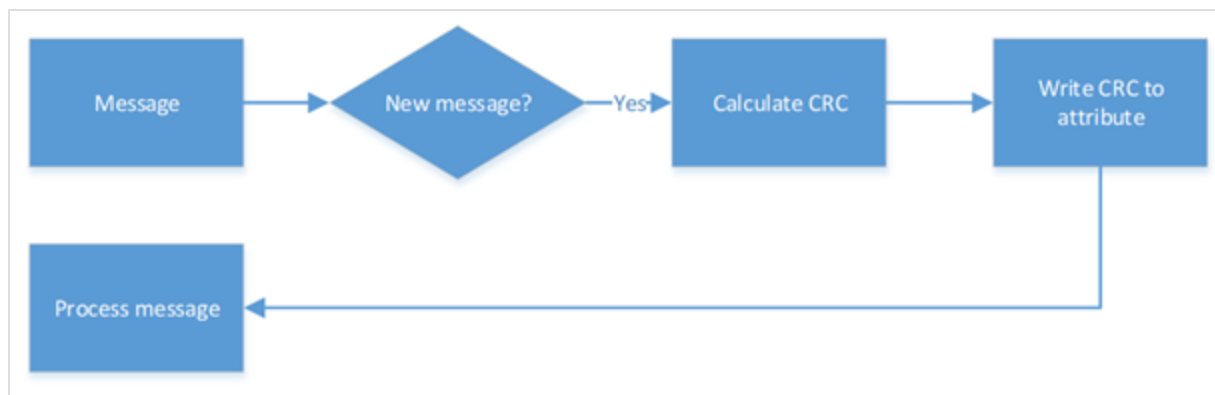 Message
New message?
Yes
Calculate CRC
Write CRC to
attribute
Process message